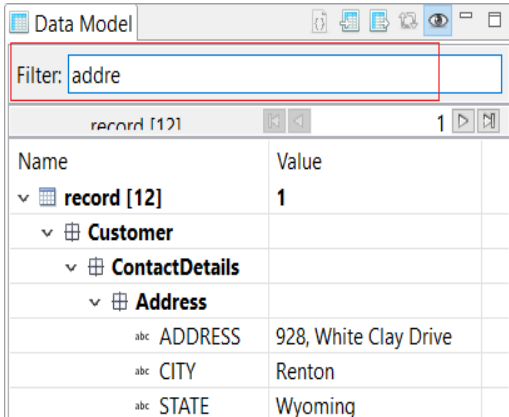 Data Model
Filter: addre
record [12] 1
Name Value
record [12] 1
Customer
ContactDetails
Address
abc ADDRESS 928, White Clay Drive
abc CITY Renton
abc STATE Wyoming